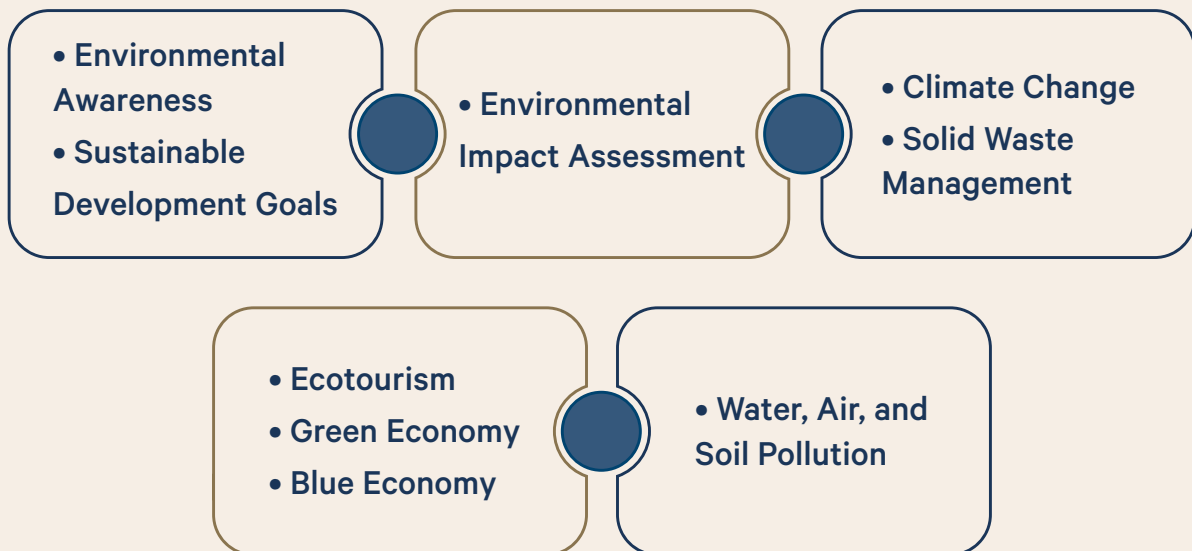 • Environmental
Awareness
• Sustainable
Development Goals
• Environmental
Impact Assessment
• Climate Change
• Solid Waste
Management
• Ecotourism
• Green Economy
• Blue Economy
• Water, Air, and
Soil Pollution